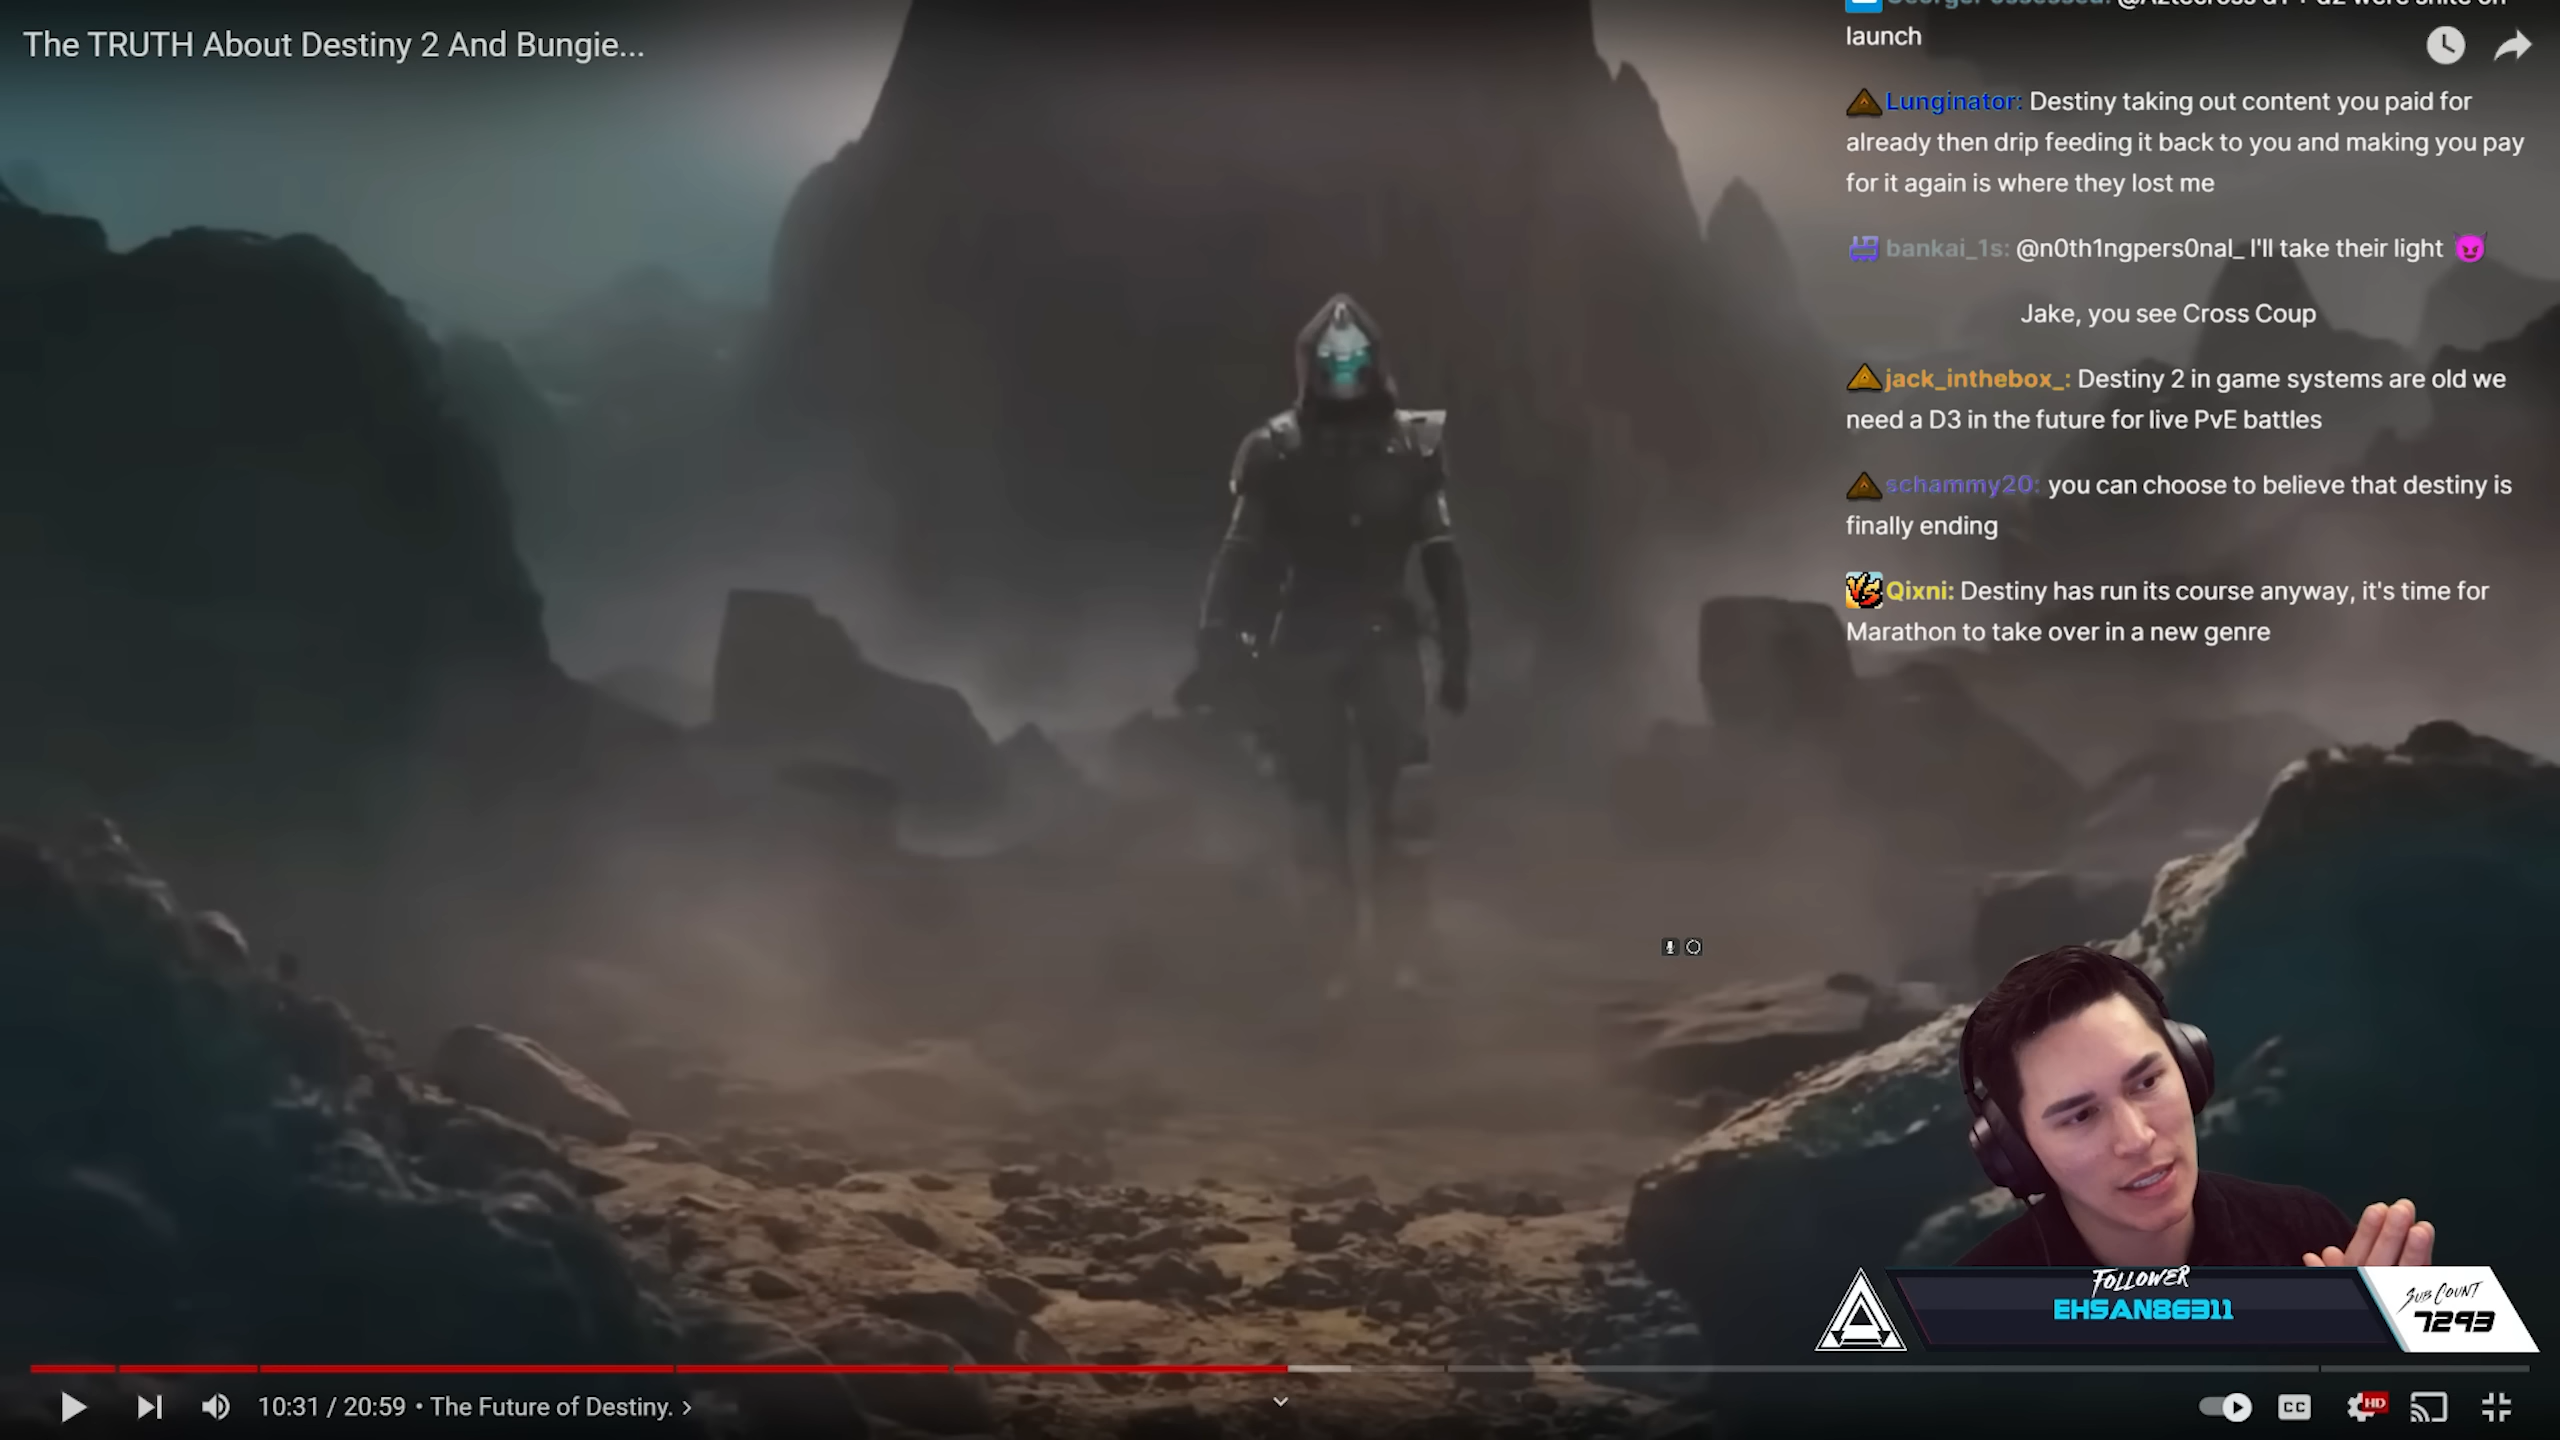 The TRUTH About Destiny 2 And Bungie...
launch
Lunginator: Destiny taking out content you paid for
already then drip feeding it back to you and making you pay
for it again is where they lost me
bankai_1s: @n0th1ngpers0nal_ I'll take their light
Jake, you see Cross Coup
jack_inthebox_: Destiny 2 in game systems are old we
need a D3 in the future for live PvE battles
schammy20: you can choose to believe that destiny is
finally ending
Qixni: Destiny has run its course anyway, it's time for
Marathon to take over in a new genre
FOLLOWER
EHSAN86311
SUB COUNT
7293
10:31 / 20:59 • The Future of Destiny. >
CC
HD